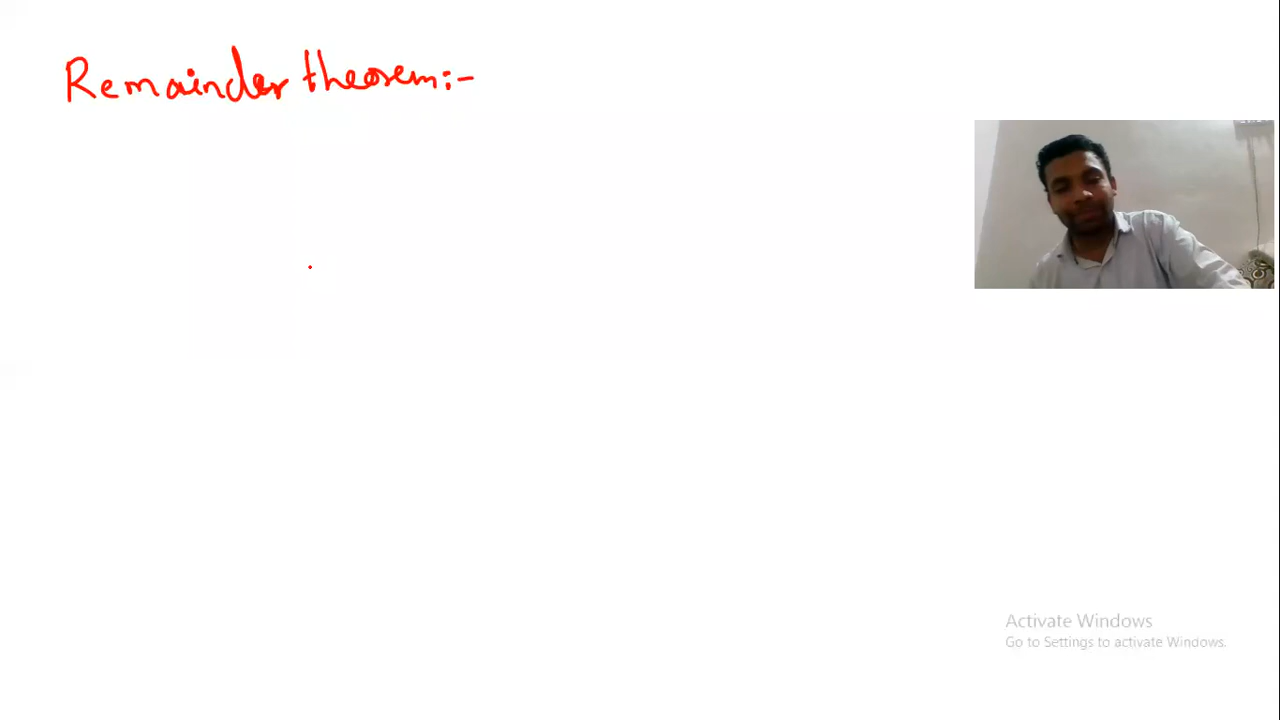 Remainder theorem:-
Activate Windows
Go to Settings to activate Windows.